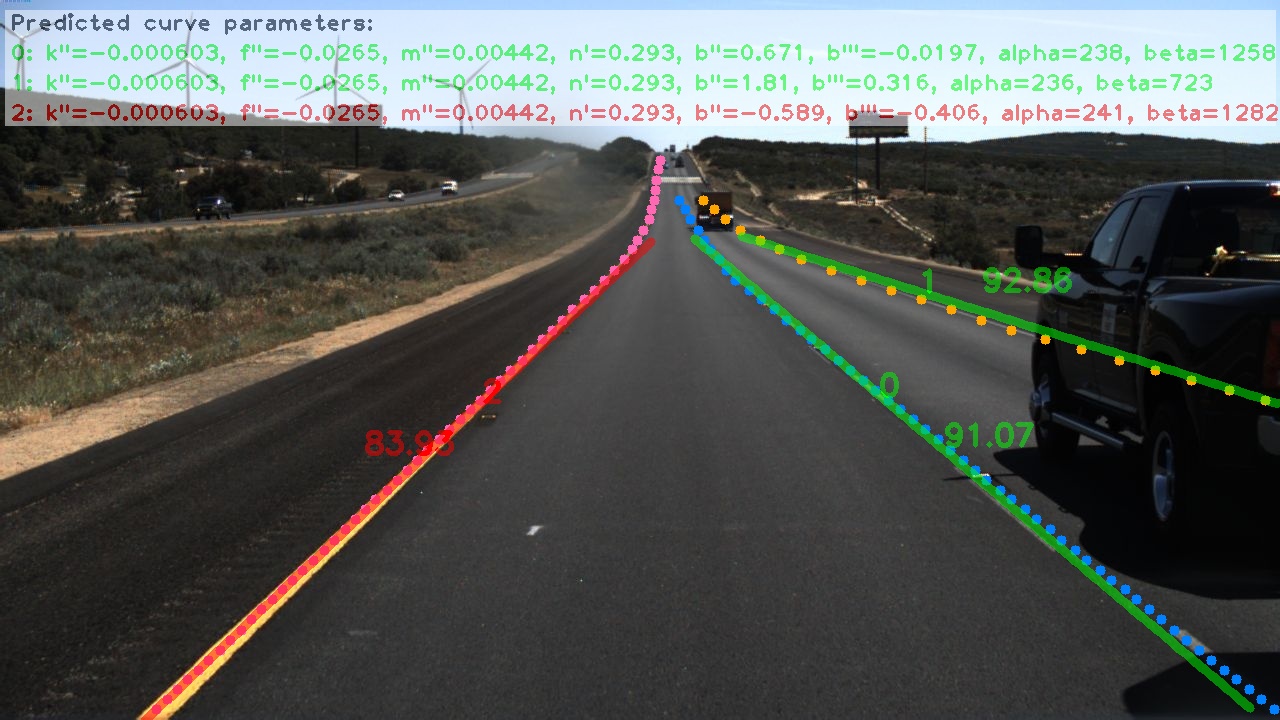 Predicted curve parameters:
0: k''=-0.000603, f''=-0.0265, m''=0.00442, n'=0.293, b''=0.671, b'''=-0.0197, alpha=238, beta=1258
1: k''=-0.000603, f''=-0.0265, m''=0.00442, n'=0.293, b''=1.81, b'''=0.316, alpha=236, beta=723
2: k''=-0.000603, f''=-0.0265, m''=0.00442, n'=0.293, b''=-0.589, b'''=-0.406, alpha=241, beta=1282
1 92.86
0
2
91.07
83.93